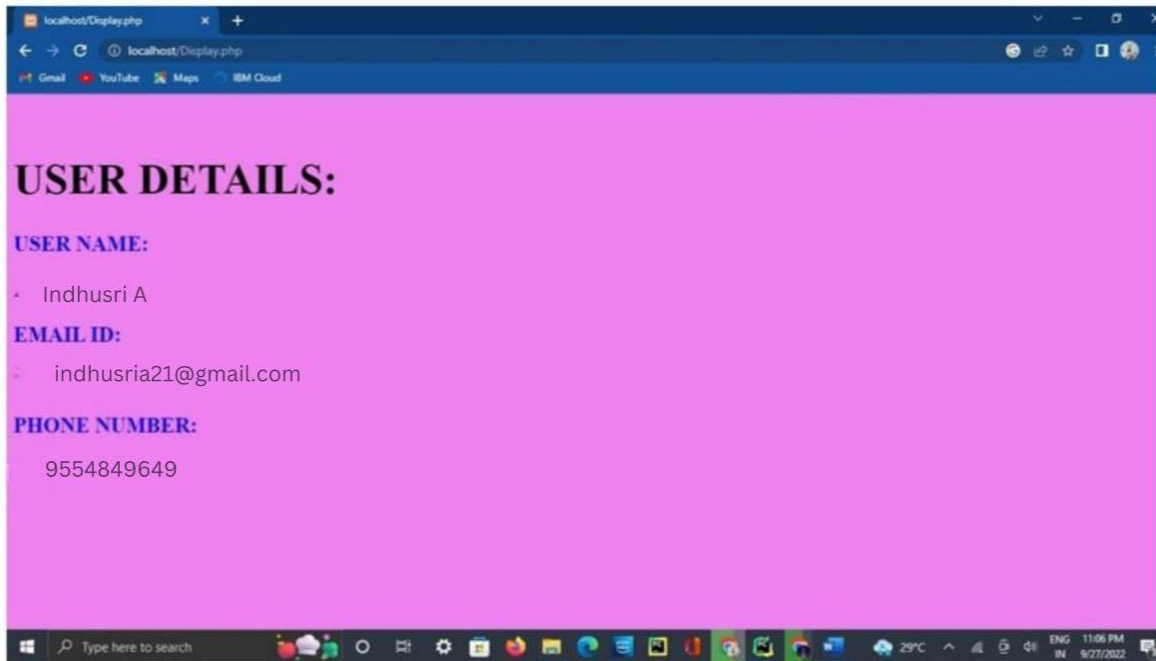 localhost/Display.php
localhost/Display.php
Gmail YouTube Maps IBM Cloud
USER DETAILS:
USER NAME:
Indhusri A
EMAIL ID:
indhusria21@gmail.com
PHONE NUMBER:
9554849649
Type here to search 29°C ENG 11:06 PM
IN 9/27/2022